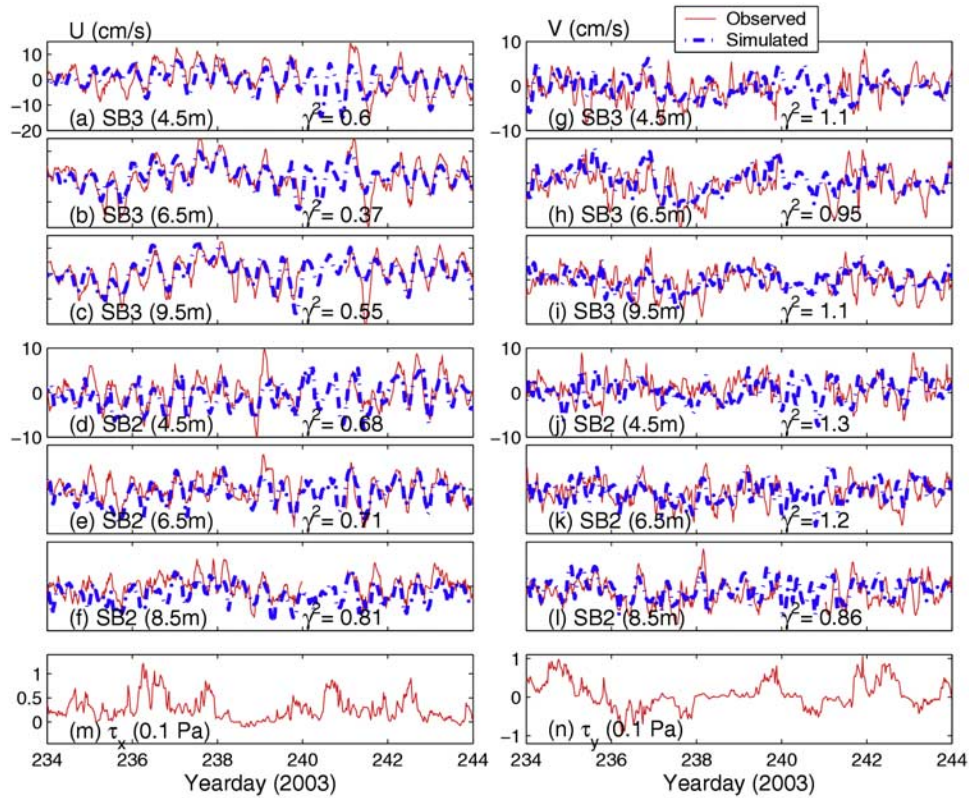 U (cm/s)
V (cm/s)
Observed
Simulated
10
0
−10
−20
(a) SB3 (4.5m) γ²= 0.6
10
0
−10
(g) SB3 (4.5m) γ²= 1.1
(b) SB3 (6.5m) γ²= 0.37
(h) SB3 (6.5m) γ²= 0.95
(c) SB3 (9.5m) γ²= 0.55
(i) SB3 (9.5m) γ²= 1.1
10
0
−10
(d) SB2 (4.5m) γ²= 0.68
10
0
−10
(j) SB2 (4.5m) γ²= 1.3
(e) SB2 (6.5m) γ²= 0.71
(k) SB2 (6.5m) γ²= 1.2
(f) SB2 (8.5m) γ²= 0.81
(l) SB2 (8.5m) γ²= 0.86
1
0.5
0
(m) τx (0.1 Pa)
1
0
−1
(n) τy (0.1 Pa)
234 236 238 240 242 244
234 236 238 240 242 244
Yearday (2003)
Yearday (2003)